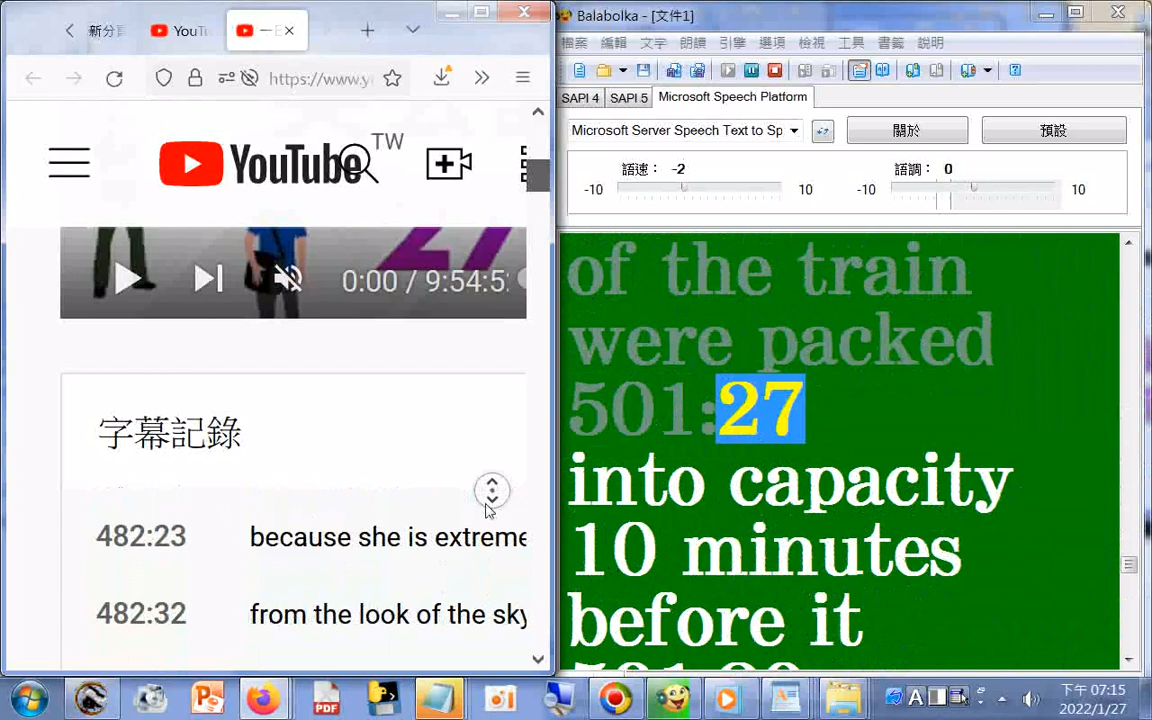 新分
YouTu
一 E
https://www.y
YouTube
TW
27
0:00 / 9:54:5
字幕記錄
482:23
because she is extreme
482:32
from the look of the sky
Balabolka - [文件1]
檔案 編輯 文字 朗讀 引擎 選項 檢視 工具 書籤 說明
SAPI 4 SAPI 5 Microsoft Speech Platform
Microsoft Server Speech Text to Sp
關於
預設
語速： -2
-10 10
語調： 0
-10 10
of the train
were packed
501:27
into capacity
10 minutes
before it
PDF
A
下午 07:15
2022/1/27